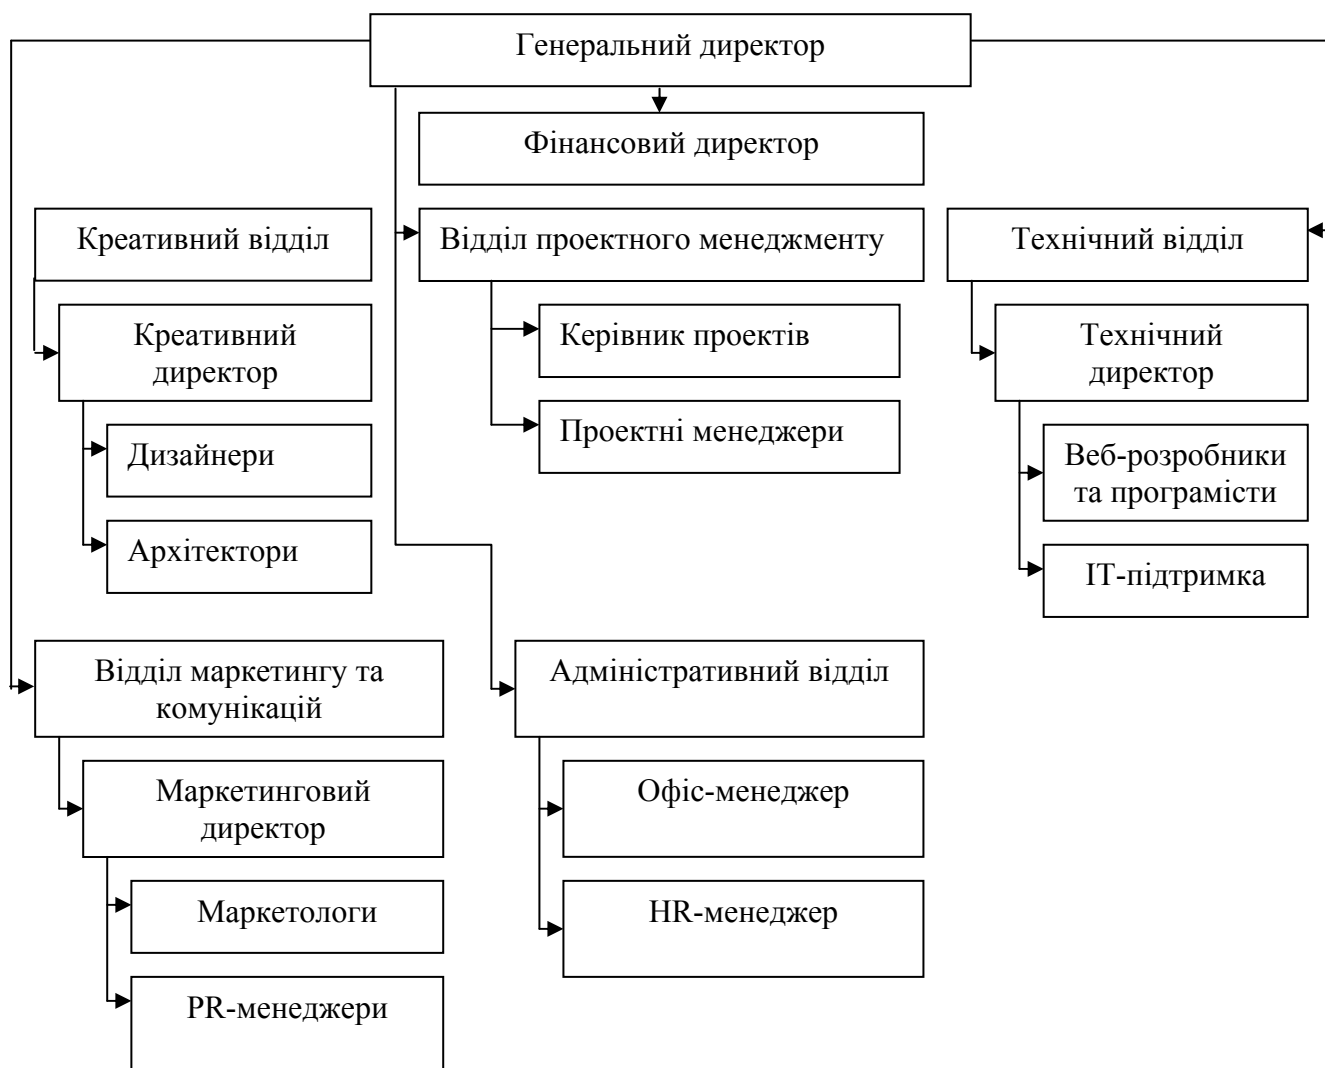 Генеральний директор
Фінансовий директор
Креативний відділ
Відділ проектного менеджменту
Технічний відділ
Креативний
директор
Керівник проектів
Технічний
директор
Дизайнери
Проектні менеджери
Веб-розробники
та програмісти
Архітектори
ІТ-підтримка
Відділ маркетингу та
комунікацій
Адміністративний відділ
Маркетинговий
директор
Офіс-менеджер
Маркетологи
HR-менеджер
PR-менеджери